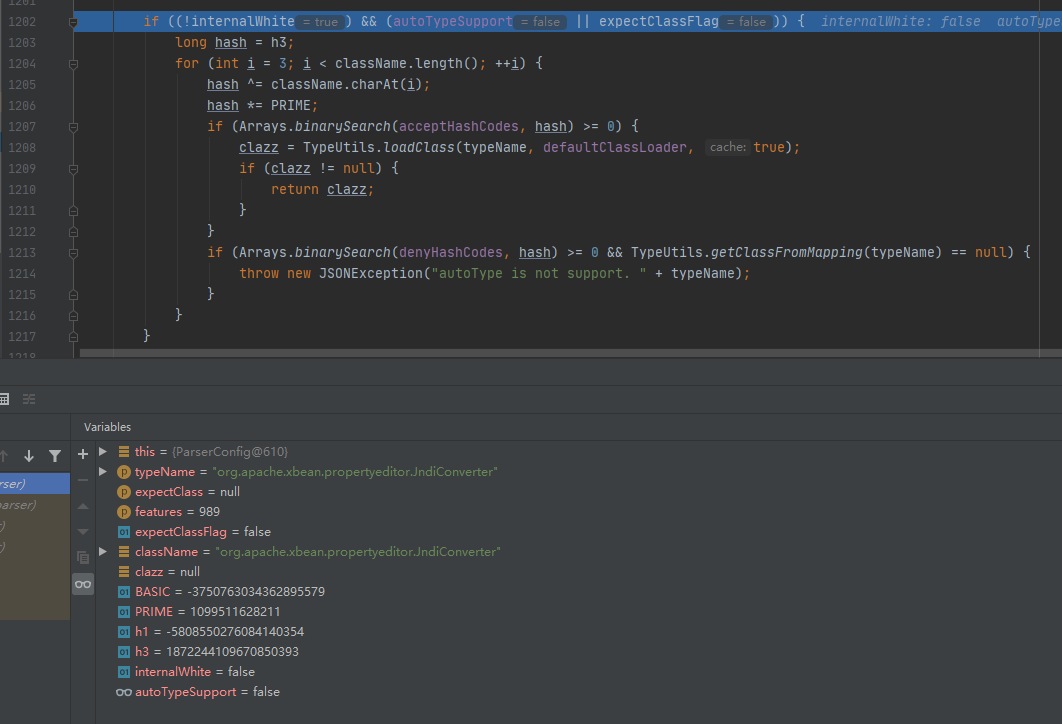 1201
1202 if ((!internalWhite = true ) && (autoTypeSupport = false || expectClassFlag = false )) { internalWhite: false autoType
1203 long hash = h3;
1204 for (int i = 3; i < className.length(); ++i) {
1205 hash ^= className.charAt(i);
1206 hash *= PRIME;
1207 if (Arrays.binarySearch(acceptHashCodes, hash) >= 0) {
1208 clazz = TypeUtils.loadClass(typeName, defaultClassLoader, cache: true);
1209 if (clazz != null) {
1210 return clazz;
1211 }
1212 }
1213 if (Arrays.binarySearch(denyHashCodes, hash) >= 0 && TypeUtils.getClassFromMapping(typeName) == null) {
1214 throw new JSONException("autoType is not support. " + typeName);
1215 }
1216 }
1217 }
1218
Variables
this = {ParserConfig@610}
p typeName = "org.apache.xbean.propertyeditor.JndiConverter"
rser)
p expectClass = null
parser)
p features = 989
r)
01 expectClassFlag = false
r)
className = "org.apache.xbean.propertyeditor.JndiConverter"
clazz = null
01 BASIC = -3750763034362895579
01 PRIME = 1099511628211
01 h1 = -5808550276084140354
01 h3 = 1872244109670850393
01 internalWhite = false
autoTypeSupport = false